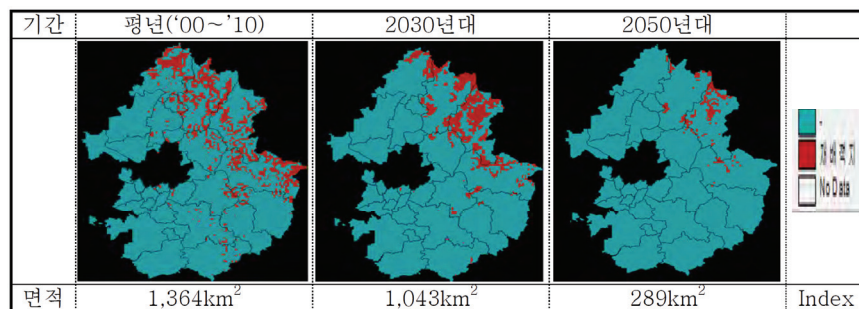 기간 평년('00~'10) 2030년대 2050년대
-
재배적지
No Data
면적 1,364km² 1,043km² 289km² Index